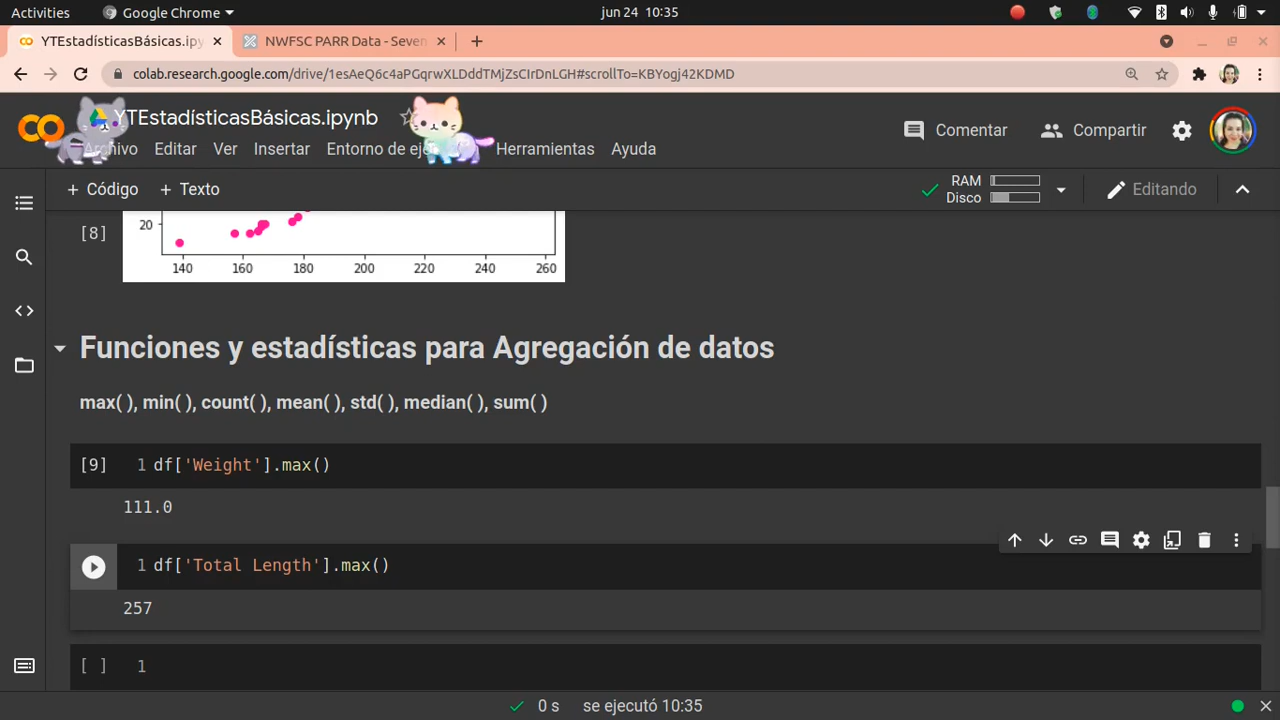 Activities
Google Chrome
jun 24 10:35
YTEstadísticasBásicas.ipy
NWFSC PARR Data - Seven
colab.research.google.com/drive/1esAeQ6c4aPGqrwXLDddTMjZsCIrDnLGH#scrollTo=KBYogj42KDMD
CO
YTEstadísticasBásicas.ipynb
Comentar
Compartir
Editar
Ver
Insertar
Entorno de
Herramientas
Ayuda
+ Código
+ Texto
RAM
Disco
Editando
[8]
20
140 160 180 200 220 240 260
Funciones y estadísticas para Agregación de datos
max( ), min( ), count( ), mean( ), std( ), median( ), sum( )
[9] 1 df['Weight'].max()
111.0
1 df['Total Length'].max()
257
[ ] 1
0 s se ejecutó 10:35